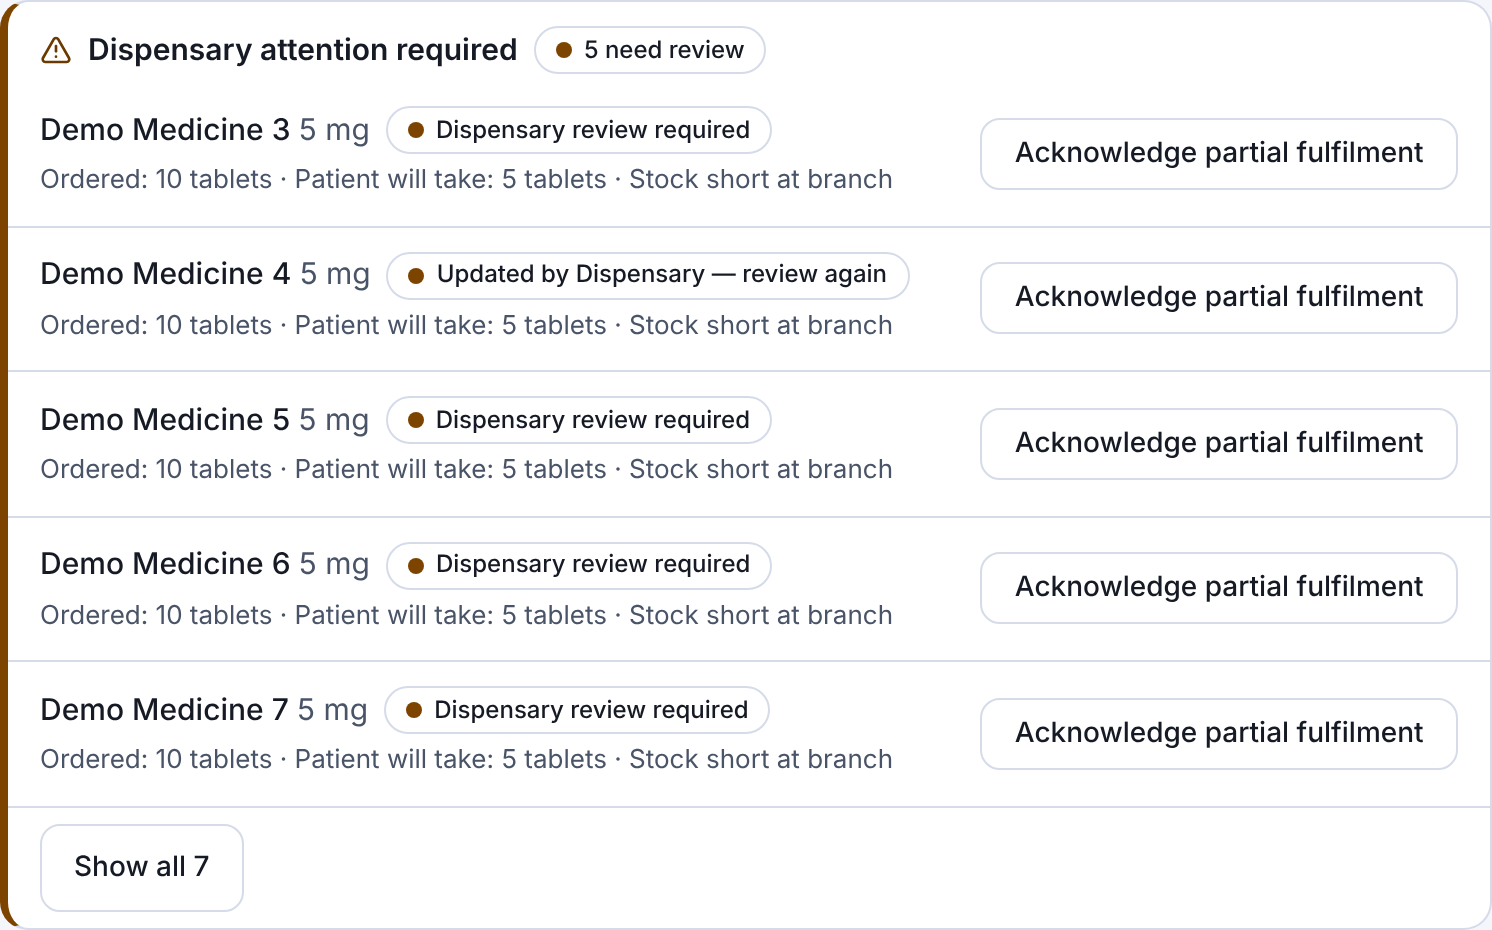 Dispensary attention required 5 need review
Demo Medicine 3 5 mg Dispensary review required
Ordered: 10 tablets · Patient will take: 5 tablets · Stock short at branch
Acknowledge partial fulfilment
Demo Medicine 4 5 mg Updated by Dispensary — review again
Ordered: 10 tablets · Patient will take: 5 tablets · Stock short at branch
Acknowledge partial fulfilment
Demo Medicine 5 5 mg Dispensary review required
Ordered: 10 tablets · Patient will take: 5 tablets · Stock short at branch
Acknowledge partial fulfilment
Demo Medicine 6 5 mg Dispensary review required
Ordered: 10 tablets · Patient will take: 5 tablets · Stock short at branch
Acknowledge partial fulfilment
Demo Medicine 7 5 mg Dispensary review required
Ordered: 10 tablets · Patient will take: 5 tablets · Stock short at branch
Acknowledge partial fulfilment
Show all 7